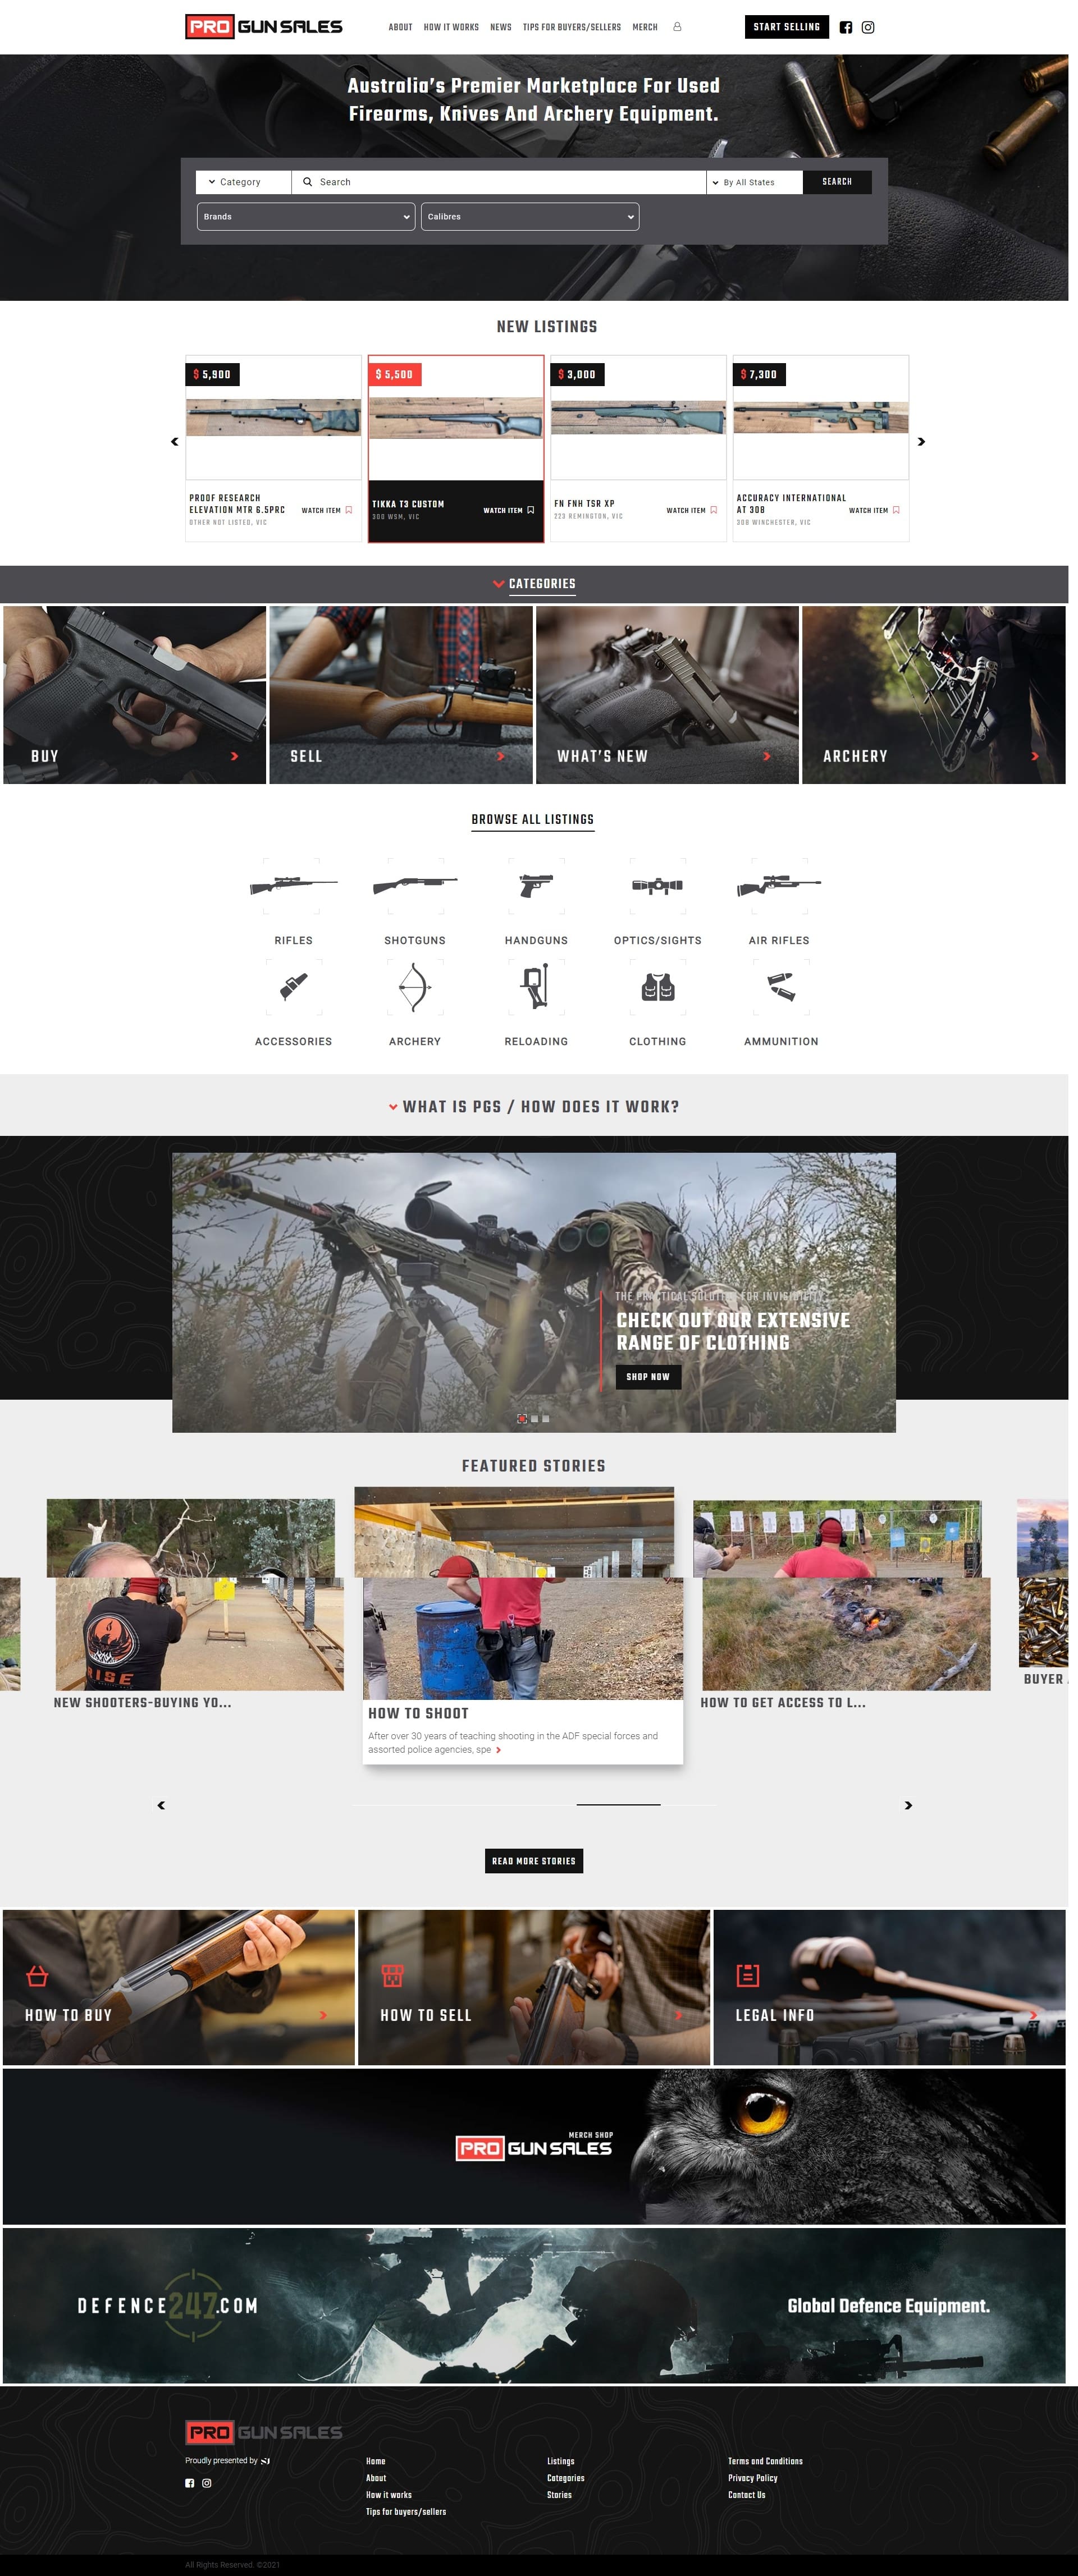 PRO GUN SALES
ABOUT
HOW IT WORKS
NEWS
TIPS FOR BUYERS/SELLERS
MERCH
START SELLING
Australia's Premier Marketplace For Used
Firearms, Knives And Archery Equipment.
Category
Search
By All States
SEARCH
Brands
Calibres
NEW LISTINGS
$ 5,900
$ 5,500
$ 3,000
$ 7,300
PROOF RESEARCH
ELEVATION MTR 6.5PRC
WATCH ITEM
OTHER NOT LISTED, VIC
TIKKA T3 CUSTOM
WATCH ITEM
300 WSM, VIC
FN FNH TSR XP
WATCH ITEM
223 REMINGTON, VIC
ACCURACY INTERNATIONAL
AT 308
WATCH ITEM
308 WINCHESTER, VIC
CATEGORIES
BUY
SELL
WHAT'S NEW
ARCHERY
BROWSE ALL LISTINGS
RIFLES
SHOTGUNS
HANDGUNS
OPTICS/SIGHTS
AIR RIFLES
ACCESSORIES
ARCHERY
RELOADING
CLOTHING
AMMUNITION
WHAT IS PGS / HOW DOES IT WORK?
THE PRACTICAL SOLUTION FOR INVISIBILITY
CHECK OUT OUR EXTENSIVE
RANGE OF CLOTHING
SHOP NOW
FEATURED STORIES
RISE
NEW SHOOTERS-BUYING YO...
HOW TO SHOOT
After over 30 years of teaching shooting in the ADF special forces and
assorted police agencies, spe
HOW TO GET ACCESS TO L...
BUYER
READ MORE STORIES
HOW TO BUY
HOW TO SELL
LEGAL INFO
MERCH SHOP
PRO GUN SALES
DEFENCE247.COM
Global Defence Equipment.
PRO GUN SALES
Proudly presented by
Home
About
How it works
Tips for buyers/sellers
Listings
Categories
Stories
Terms and Conditions
Privacy Policy
Contact Us
All Rights Reserved. ©2021